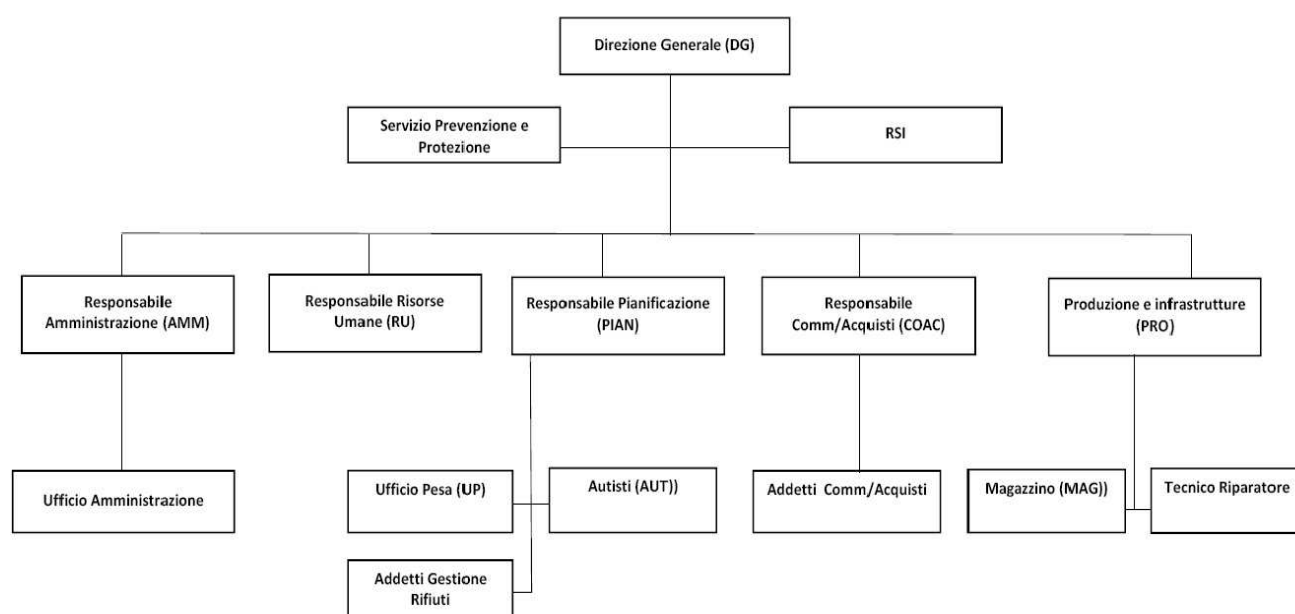 Direzione Generale (DG)
Servizio Prevenzione e
Protezione
RSI
Responsabile
Amministrazione (AMM)
Responsabile Risorse
Umane (RU)
Responsabile Pianificazione
(PIAN)
Responsabile
Comm/Acquisti (COAC)
Produzione e infrastrutture
(PRO)
Ufficio Amministrazione
Ufficio Pesa (UP)
Autisti (AUT))
Addetti Comm/Acquisti
Magazzino (MAG))
Tecnico Riparatore
Addetti Gestione
Rifiuti